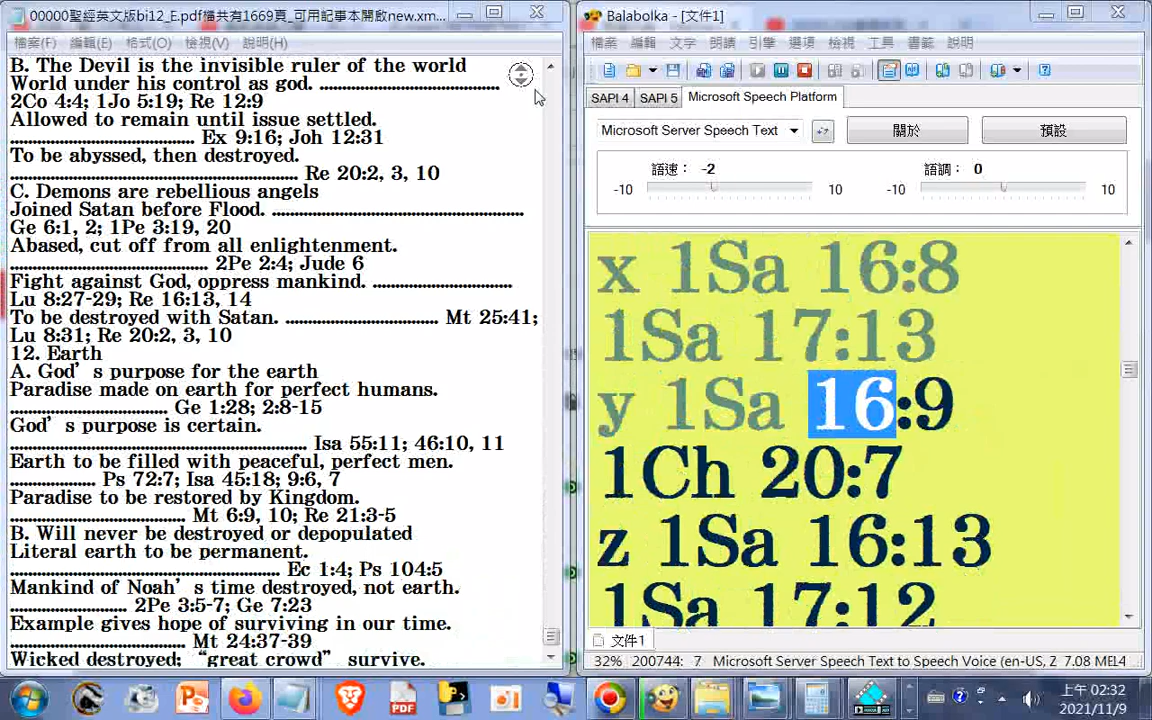 00000聖經英文版bi12_E.pdf檔共有1669頁_可用記事本開啟new.xm...
檔案(F) 編輯(E) 格式(O) 檢視(V) 說明(H)
B. The Devil is the invisible ruler of the world
World under his control as god. ......................................................
2Co 4:4; 1Jo 5:19; Re 12:9
Allowed to remain until issue settled.
....................................................... Ex 9:16; Joh 12:31
To be abyssed, then destroyed.
....................................................................................... Re 20:2, 3, 10
C. Demons are rebellious angels
Joined Satan before Flood. ............................................................................
Ge 6:1, 2; 1Pe 3:19, 20
Abased, cut off from all enlightenment.
............................................................ 2Pe 2:4; Jude 6
Fight against God, oppress mankind. ..........................................
Lu 8:27-29; Re 16:13, 14
To be destroyed with Satan. .............................................. Mt 25:41;
Lu 8:31; Re 20:2, 3, 10
12. Earth
A. God’s purpose for the earth
Paradise made on earth for perfect humans.
................................................ Ge 1:28; 2:8-15
God’s purpose is certain.
.......................................................................................... Isa 55:11; 46:10, 11
Earth to be filled with peaceful, perfect men.
.......................... Ps 72:7; Isa 45:18; 9:6, 7
Paradise to be restored by Kingdom.
..................................................... Mt 6:9, 10; Re 21:3-5
B. Will never be destroyed or depopulated
Literal earth to be permanent.
.................................................................................. Ec 1:4; Ps 104:5
Mankind of Noah’s time destroyed, not earth.
................................... 2Pe 3:5-7; Ge 7:23
Example gives hope of surviving in our time.
..................................................... Mt 24:37-39
Wicked destroyed; “great crowd” survive.
Balabolka - [文件1]
檔案 編輯 文字 朗讀 引擎 選項 檢視 工具 書籤 說明
SAPI 4 SAPI 5 Microsoft Speech Platform
Microsoft Server Speech Text 關於 預設
語速： -2 語調： 0
-10 10 -10 10
x 1Sa 16:8
1Sa 17:13
y 1Sa 16:9
1Ch 20:7
z 1Sa 16:13
1Sa 17:12
文件1
32% 200744: 7 Microsoft Server Speech Text to Speech Voice (en-US, Z 7.08 MB
上午 02:32
2021/11/9